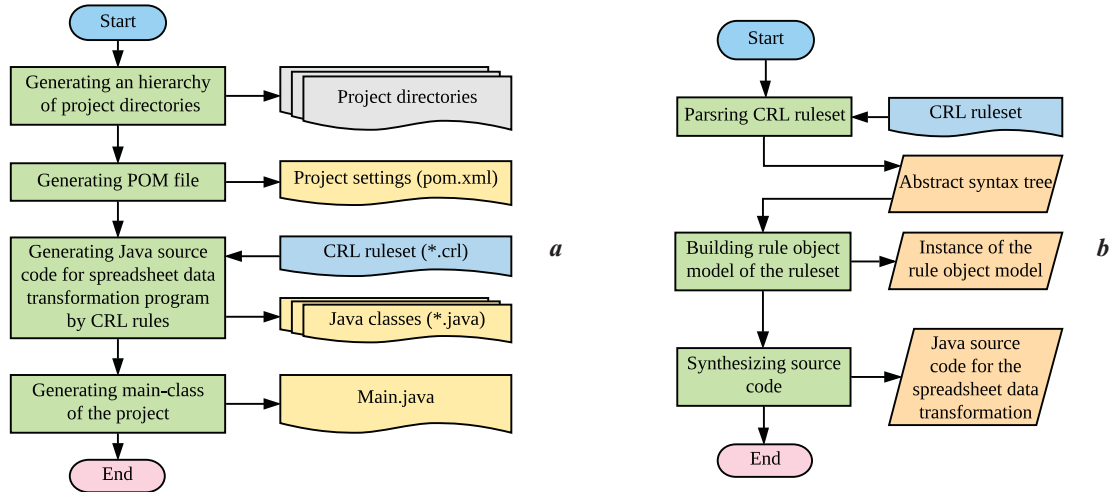 Start
Generating an hierarchy
of project directories
Project directories
Generating POM file
Project settings (pom.xml)
Generating Java source
code for spreadsheet data
transformation program
by CRL rules
CRL ruleset (*.crl)
Java classes (*.java)
Generating main-class
of the project
Main.java
End
a
Start
Parsring CRL ruleset
CRL ruleset
Abstract syntax tree
Building rule object
model of the ruleset
Instance of the
rule object model
Synthesizing source
code
Java source
code for the
spreadsheet data
transformation
End
b